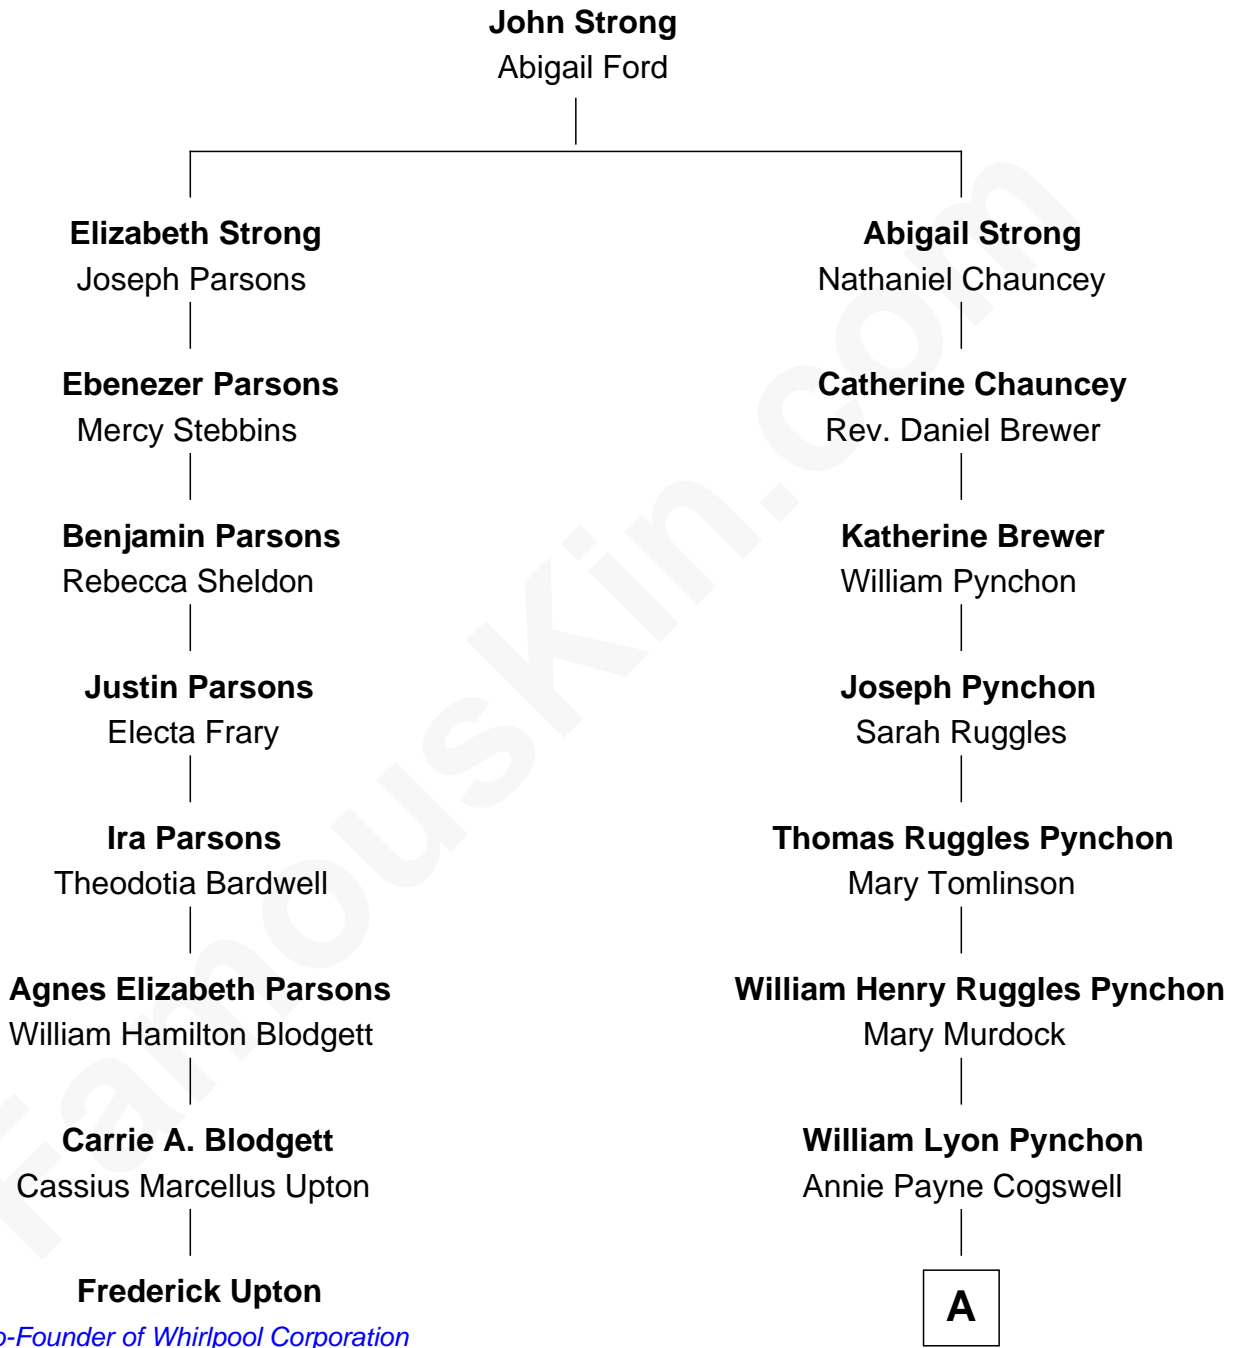 John Strong
Abigail Ford
Elizabeth Strong
Joseph Parsons
Abigail Strong
Nathaniel Chauncey
Ebenezer Parsons
Mercy Stebbins
Catherine Chauncey
Rev. Daniel Brewer
Benjamin Parsons
Rebecca Sheldon
Katherine Brewer
William Pynchon
Justin Parsons
Electa Frary
Joseph Pynchon
Sarah Ruggles
Ira Parsons
Theodotia Bardwell
Thomas Ruggles Pynchon
Mary Tomlinson
Agnes Elizabeth Parsons
William Hamilton Blodgett
William Henry Ruggles Pynchon
Mary Murdock
Carrie A. Blodgett
Cassius Marcellus Upton
William Lyon Pynchon
Annie Payne Cogswell
Frederick Upton
o-Founder of Whirlpool Corporation
A
FamousKin.com